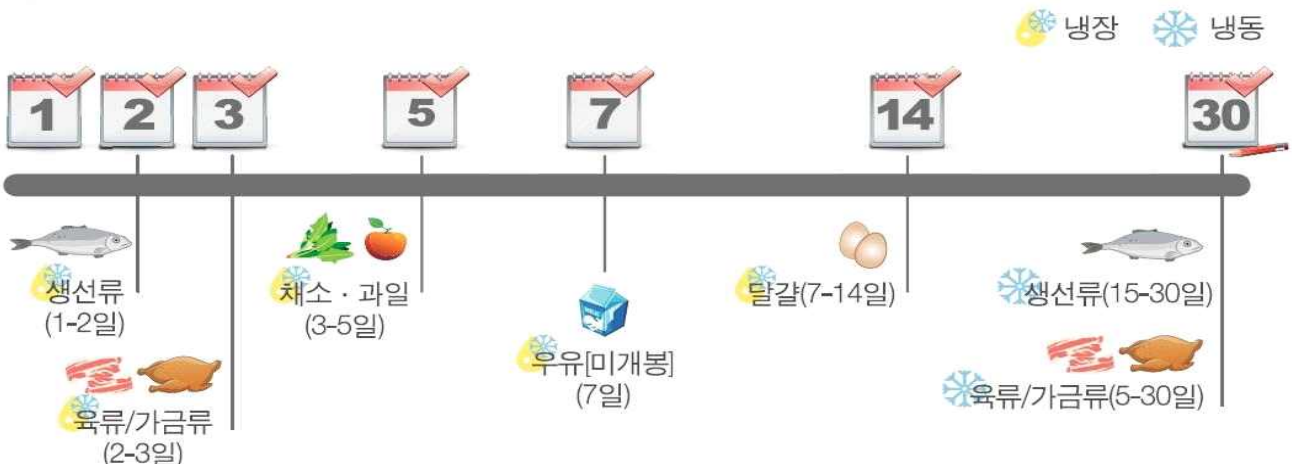 냉장 냉동
1 2 3 5 7 14 30
생선류
(1-2일)
육류/가금류
(2-3일)
채소 · 과일
(3-5일)
우유[미개봉]
(7일)
달걀(7-14일)
생선류(15-30일)
육류/가금류(5-30일)